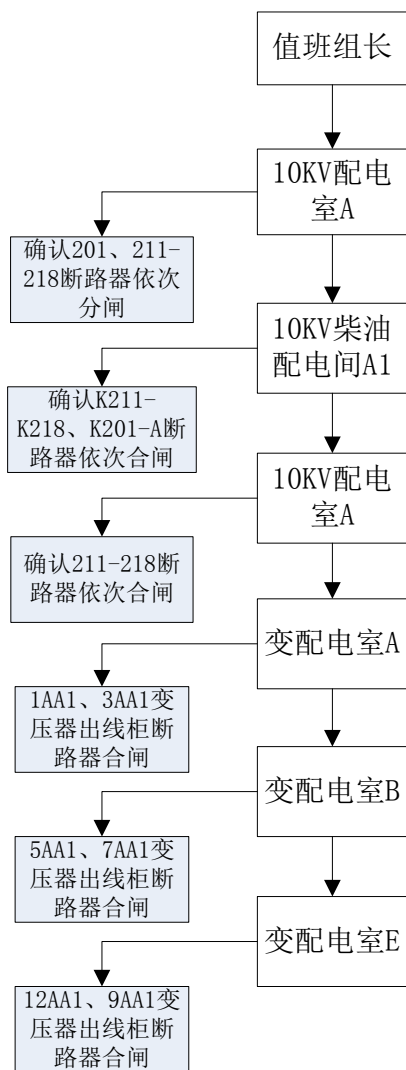 值班组长
10KV配电
室A
确认201、211-
218断路器依次
分闸
10KV柴油
配电间A1
确认K211-
K218、K201-A断
路器依次合闸
10KV配电
室A
确认211-218断
路器依次合闸
变配电室A
1AA1、3AA1变
压器出线柜断
路器合闸
变配电室B
5AA1、7AA1变
压器出线柜断
路器合闸
变配电室E
12AA1、9AA1变
压器出线柜断
路器合闸